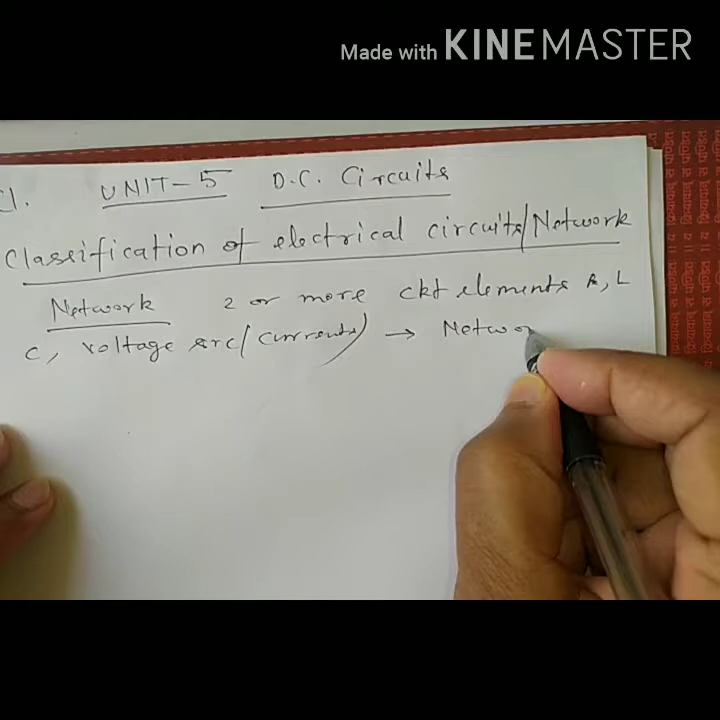 Made with KINEMASTER
UNIT-5 D.C. Circuits
Classification of electrical circuits/Network
Network 2 or more ckt elements R, L
C, voltage src/(currents) → Netwo